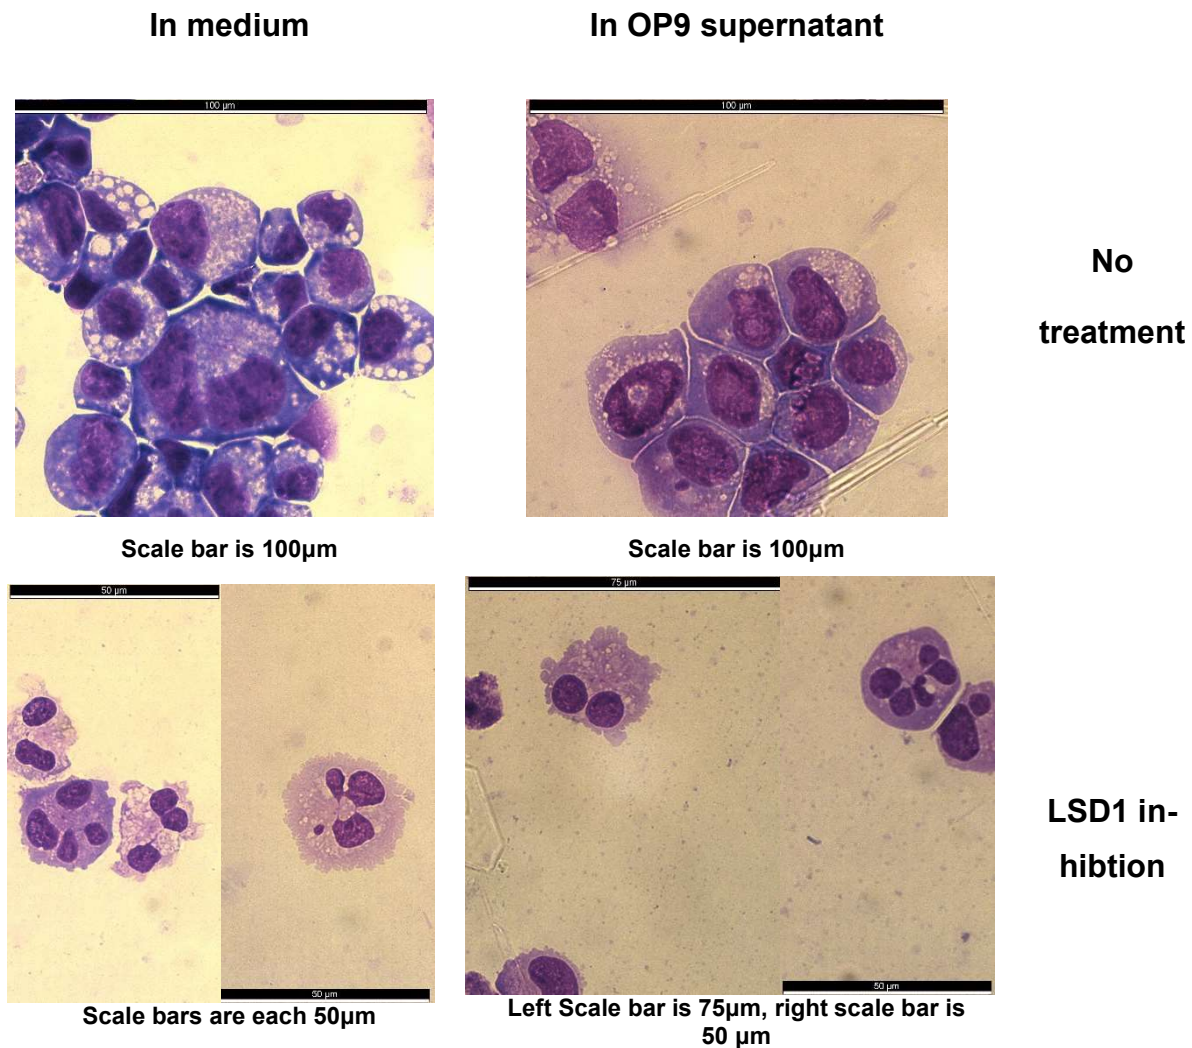 In medium
In OP9 supernatant
100 µm
100 µm
No
treatment
Scale bar is 100µm
Scale bar is 100µm
50 µm
75 µm
LSD1 in-
hibtion
50 µm
50 µm
Scale bars are each 50µm
Left Scale bar is 75µm, right scale bar is
50 µm